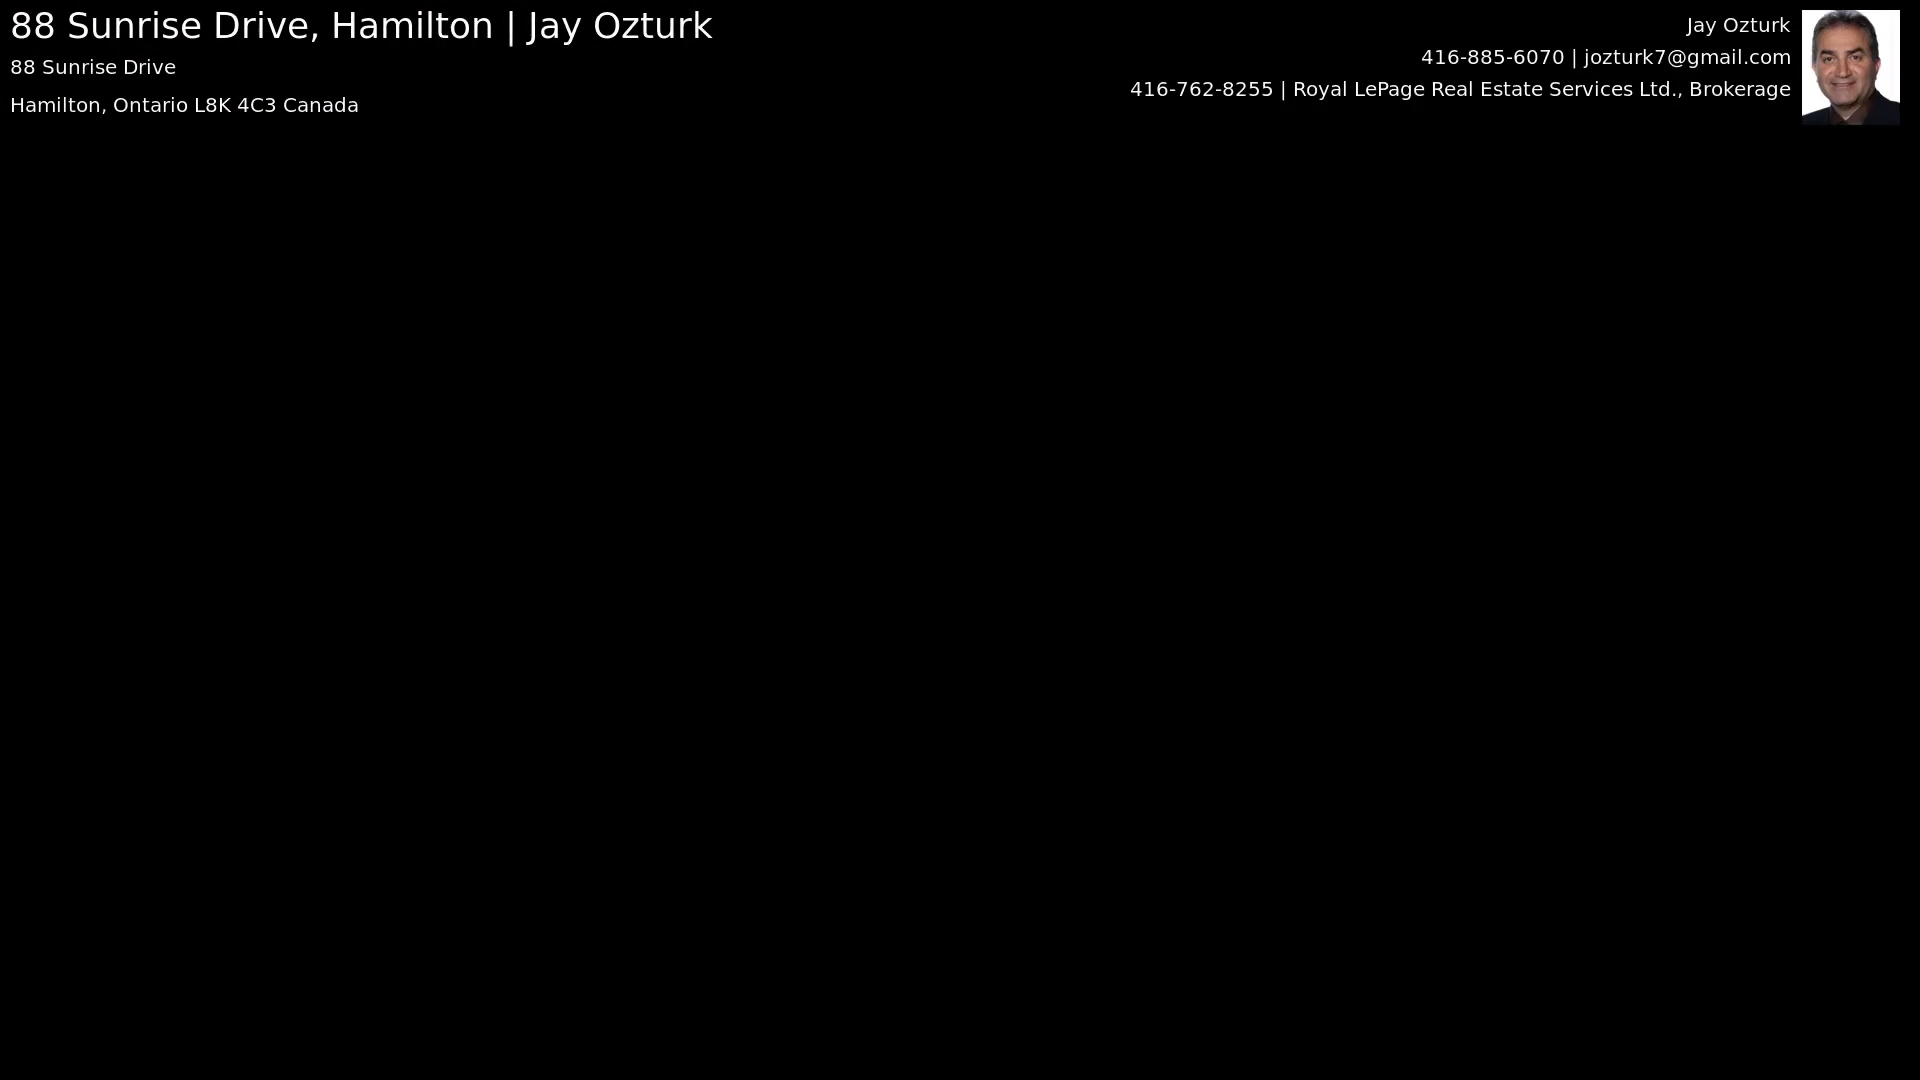 88 Sunrise Drive, Hamilton | Jay Ozturk
88 Sunrise Drive
Hamilton, Ontario L8K 4C3 Canada
Jay Ozturk
416-885-6070 | jozturk7@gmail.com
416-762-8255 | Royal LePage Real Estate Services Ltd., Brokerage